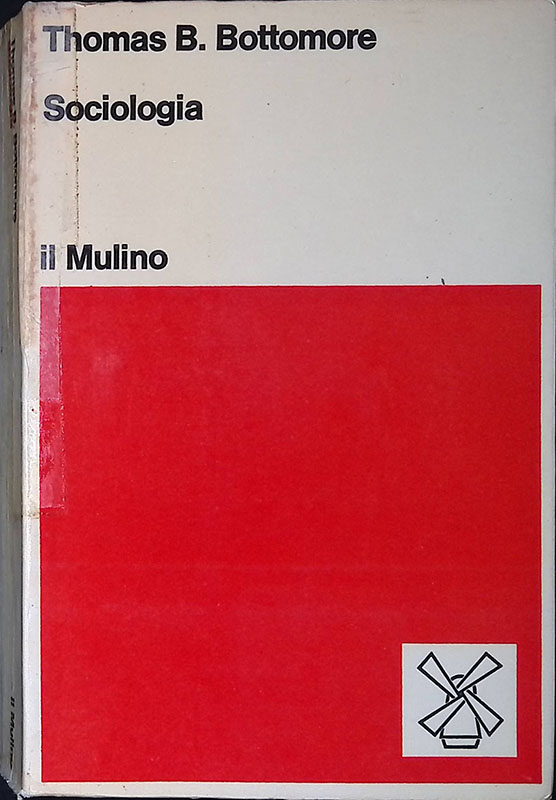 Thomas B. Bottomore
Sociologia
il Mulino